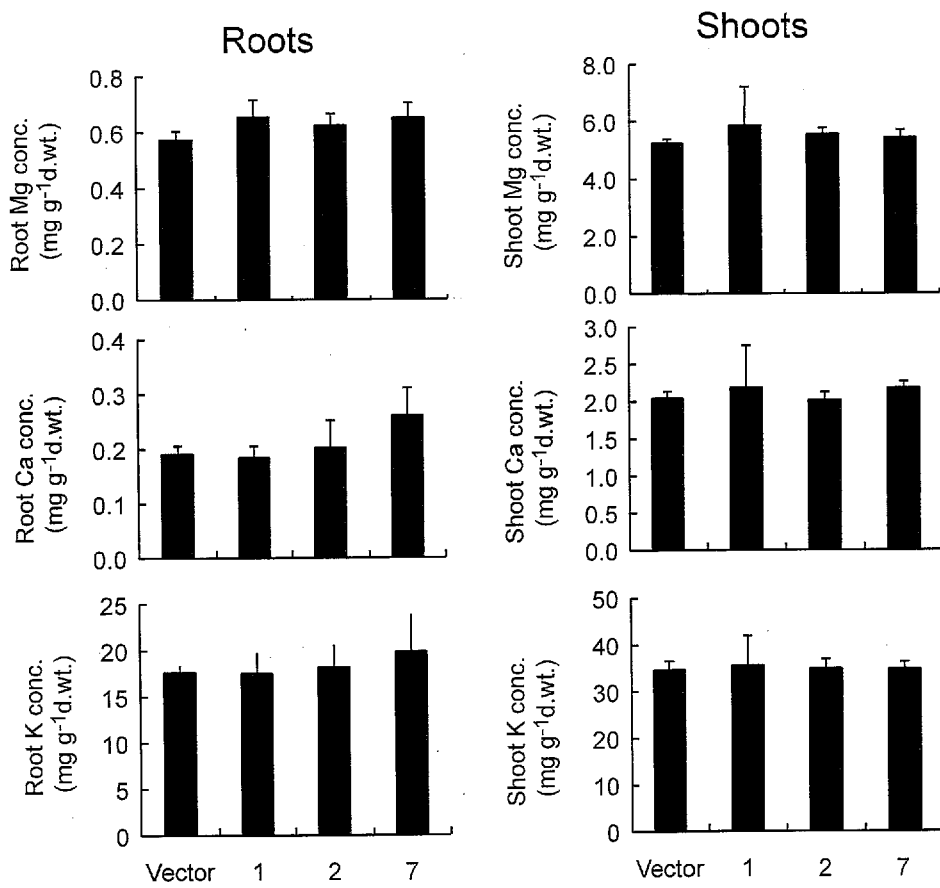 Roots
Shoots
Root Mg conc.
(mg g⁻¹d.wt.)
0.8
0.6
0.4
0.2
0.0
Shoot Mg conc.
(mg g⁻¹d.wt.)
8.0
6.0
4.0
2.0
0.0
Root Ca conc.
(mg g⁻¹d.wt.)
0.4
0.3
0.2
0.1
0.0
Shoot Ca conc.
(mg g⁻¹d.wt.)
3.0
2.5
2.0
1.5
1.0
0.5
0.0
Root K conc.
(mg g⁻¹d.wt.)
25
20
15
10
5
0
Shoot K conc.
(mg g⁻¹d.wt.)
50
40
30
20
10
0
Vector 1 2 7
Vector 1 2 7